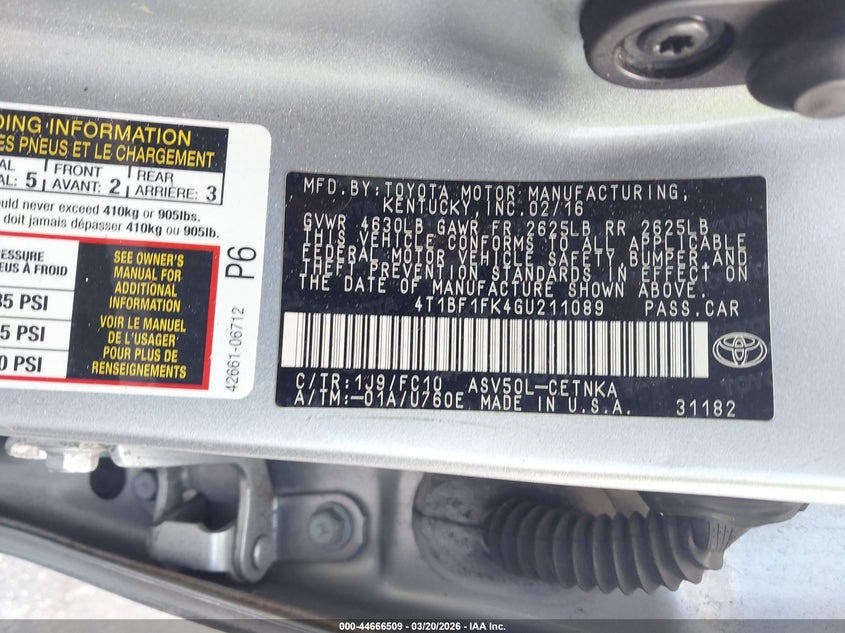 DING INFORMATION
ES PNEUS ET LE CHARGEMENT
AL: 5
FRONT
AVANT: 2
REAR
ARRIÈRE: 3
uld never exceed 410kg or 905lbs.
doit jamais dépasser 410kg ou 905lb.
ESSURE
EUS À FROID
35 PSI
5 PSI
0 PSI
SEE OWNER'S
MANUAL FOR
ADDITIONAL
INFORMATION
VOIR LE MANUEL
DE L'USAGER
POUR PLUS DE
RENSEIGNEMENTS
P6
42661-06712
MFD.BY:TOYOTA MOTOR MANUFACTURING,
KENTUCKY, INC.02/16
GVWR 4630LB GAWR FR 2625LB RR 2625LB
THIS VEHICLE CONFORMS TO ALL APPLICABLE
FEDERAL MOTOR VEHICLE SAFETY BUMPER AND
THEFT PREVENTION STANDARDS IN EFFECT ON
THE DATE OF MANUFACTURE SHOWN ABOVE.
4T1BF1FK4GU211089 PASS.CAR
C/TR:1J9/FC10 ASV50L-CETNKA
A/TM:-01A/U760E MADE IN U.S.A. 31182
TOYOTA
000-44666509 - 03/20/2026 - IAA Inc.